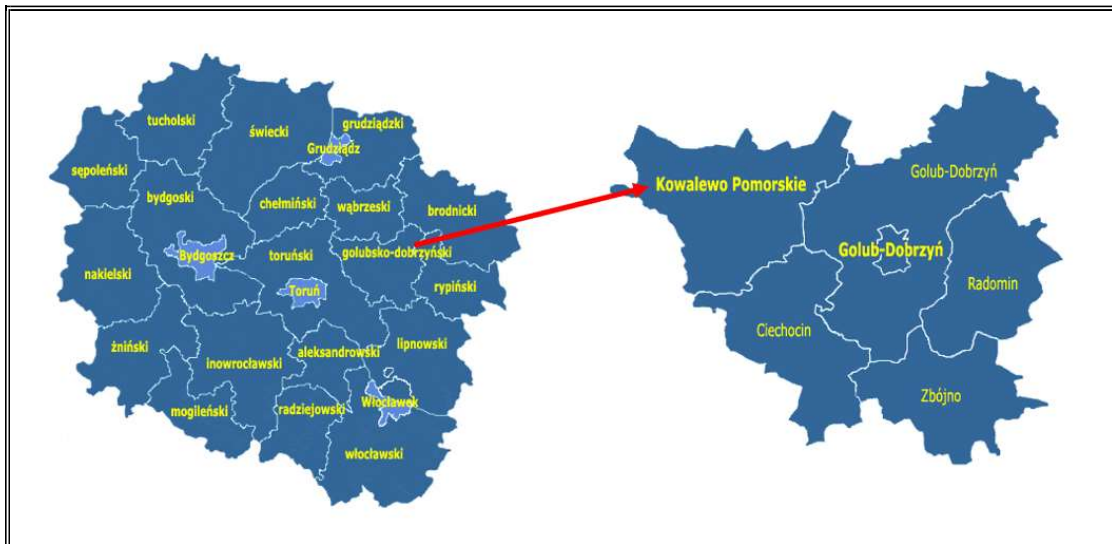 tucholski
świecki
grudziądzki
Grudziądz
sępoleński
bydgoski
chełmiński
wąbrzeski
brodnicki
Bydgoszcz
toruński
golubsko-dobrzyński
nakielski
Toruń
rypiński
żniński
inowrocławski
aleksandrowski
lipnowski
mogileński
radziejowski
Włocławek
włocławski
Kowalewo Pomorskie
Golub-Dobrzyń
Golub-Dobrzyń
Radomin
Ciechocin
Zbójno